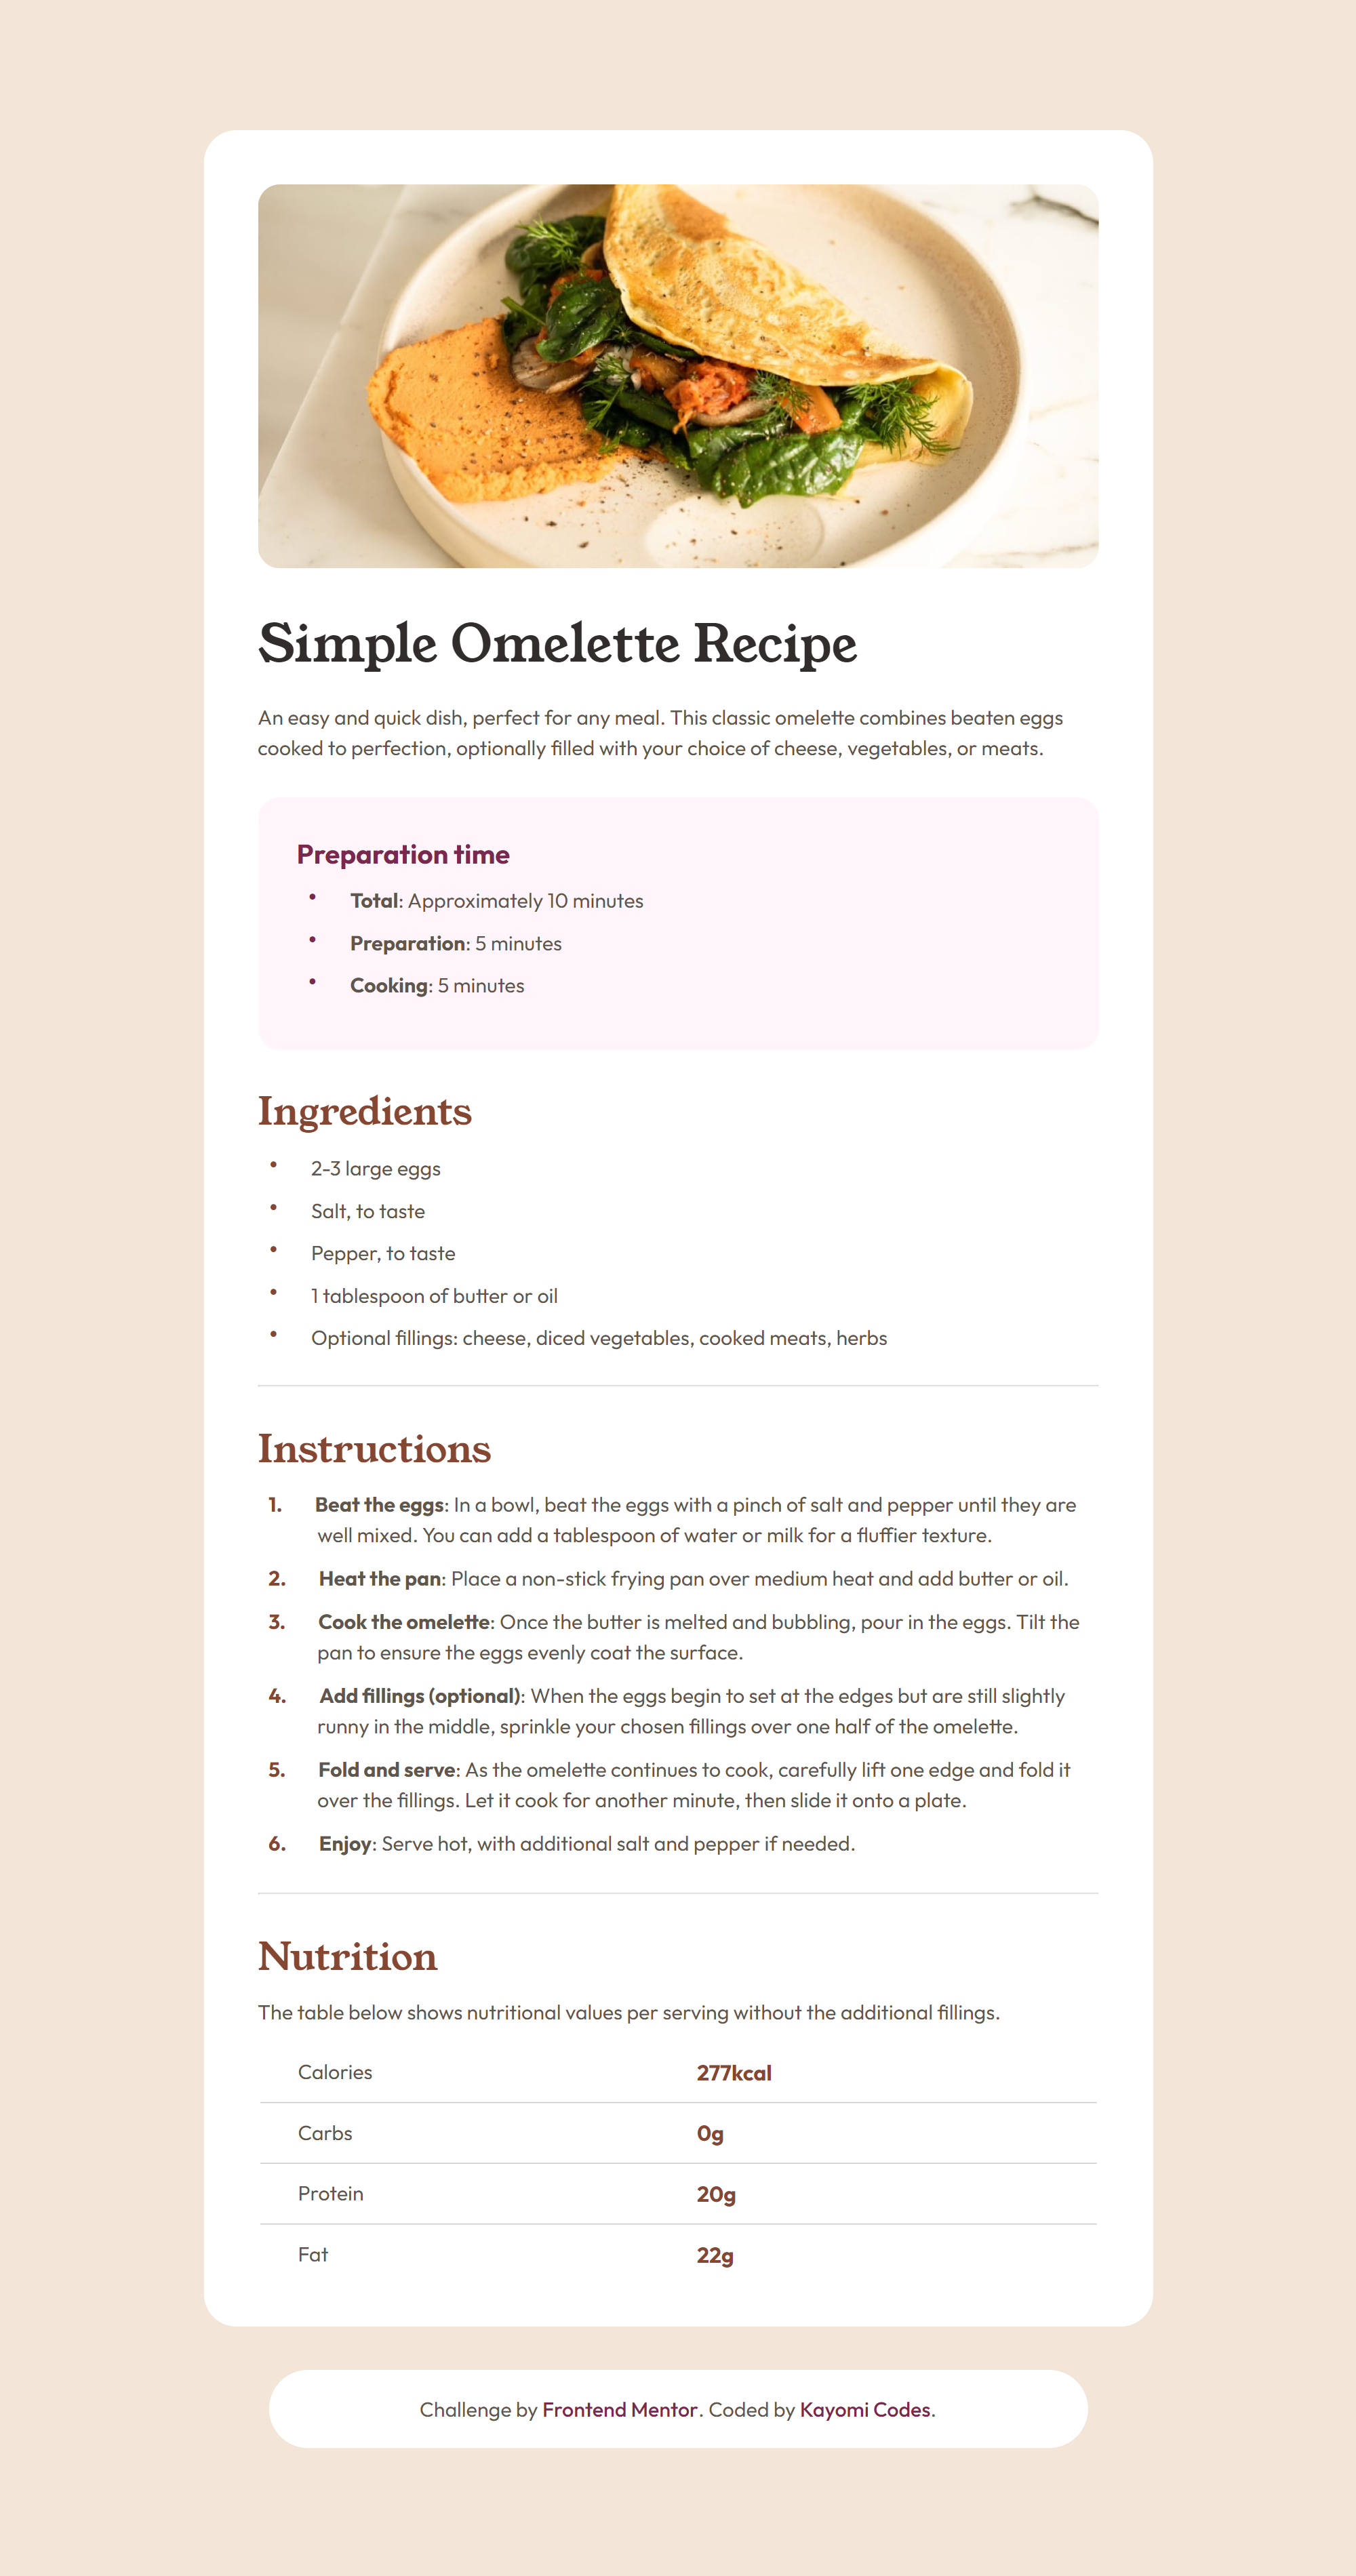 Simple Omelette Recipe
An easy and quick dish, perfect for any meal. This classic omelette combines beaten eggs
cooked to perfection, optionally filled with your choice of cheese, vegetables, or meats.
Preparation time
• Total: Approximately 10 minutes
• Preparation: 5 minutes
• Cooking: 5 minutes
Ingredients
• 2-3 large eggs
• Salt, to taste
• Pepper, to taste
• 1 tablespoon of butter or oil
• Optional fillings: cheese, diced vegetables, cooked meats, herbs
Instructions
1. Beat the eggs: In a bowl, beat the eggs with a pinch of salt and pepper until they are
well mixed. You can add a tablespoon of water or milk for a fluffier texture.
2. Heat the pan: Place a non-stick frying pan over medium heat and add butter or oil.
3. Cook the omelette: Once the butter is melted and bubbling, pour in the eggs. Tilt the
pan to ensure the eggs evenly coat the surface.
4. Add fillings (optional): When the eggs begin to set at the edges but are still slightly
runny in the middle, sprinkle your chosen fillings over one half of the omelette.
5. Fold and serve: As the omelette continues to cook, carefully lift one edge and fold it
over the fillings. Let it cook for another minute, then slide it onto a plate.
6. Enjoy: Serve hot, with additional salt and pepper if needed.
Nutrition
The table below shows nutritional values per serving without the additional fillings.
Calories 277kcal
Carbs 0g
Protein 20g
Fat 22g
Challenge by Frontend Mentor. Coded by Kayomi Codes.